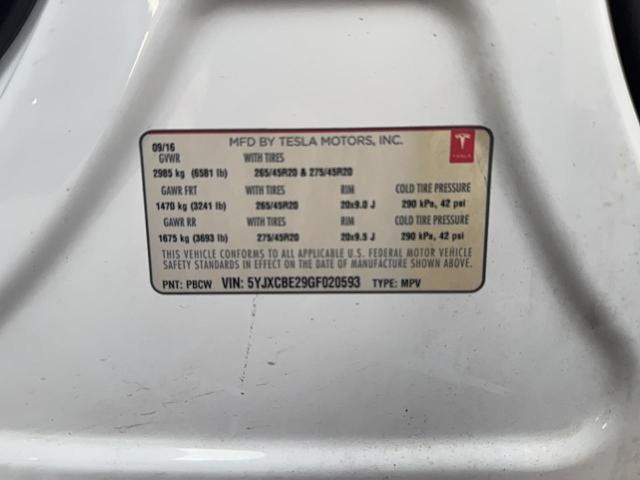 09/16 MFD BY TESLA MOTORS, INC.
GVWR WITH TIRES
2985 kg (6581 lb) 265/45R20 & 275/45R20
GAWR FRT WITH TIRES RIM COLD TIRE PRESSURE
1470 kg (3241 lb) 265/45R20 20x9.0 J 290 kPa, 42 psi
GAWR RR WITH TIRES RIM COLD TIRE PRESSURE
1675 kg (3693 lb) 275/45R20 20x9.5 J 290 kPa, 42 psi
THIS VEHICLE CONFORMS TO ALL APPLICABLE U.S. FEDERAL MOTOR VEHICLE
SAFETY STANDARDS IN EFFECT ON THE DATE OF MANUFACTURE SHOWN ABOVE.
PNT: PBCW VIN: 5YJXCBE29GF020593 TYPE: MPV
TESLA